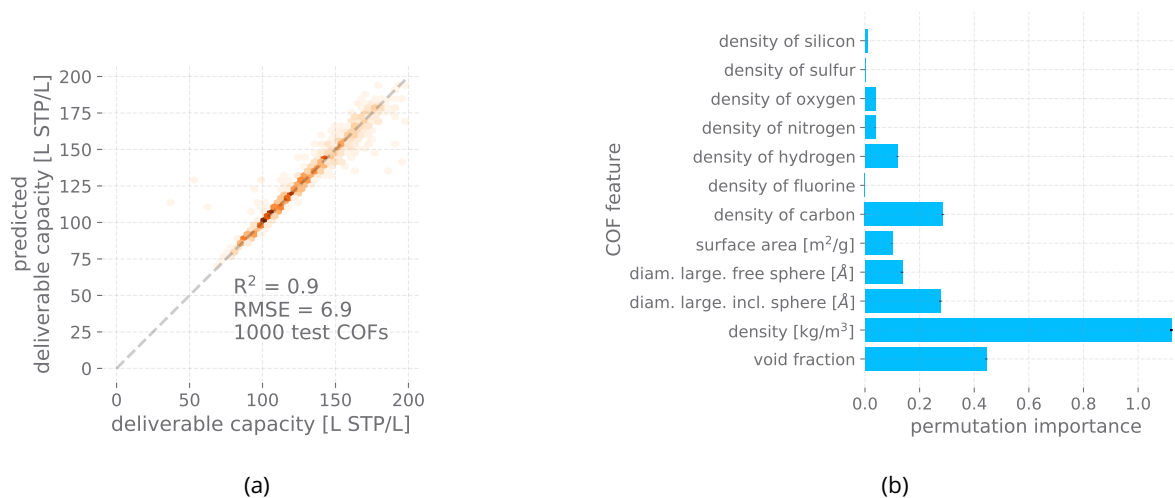 200
175
150
125
100
75
50
25
0
predicted
deliverable capacity [L STP/L]
R² = 0.9
RMSE = 6.9
1000 test COFs
0 50 100 150 200
deliverable capacity [L STP/L]
(a)
COF feature
density of silicon
density of sulfur
density of oxygen
density of nitrogen
density of hydrogen
density of fluorine
density of carbon
surface area [m²/g]
diam. large. free sphere [Å]
diam. large. incl. sphere [Å]
density [kg/m³]
void fraction
0.0 0.2 0.4 0.6 0.8 1.0
permutation importance
(b)